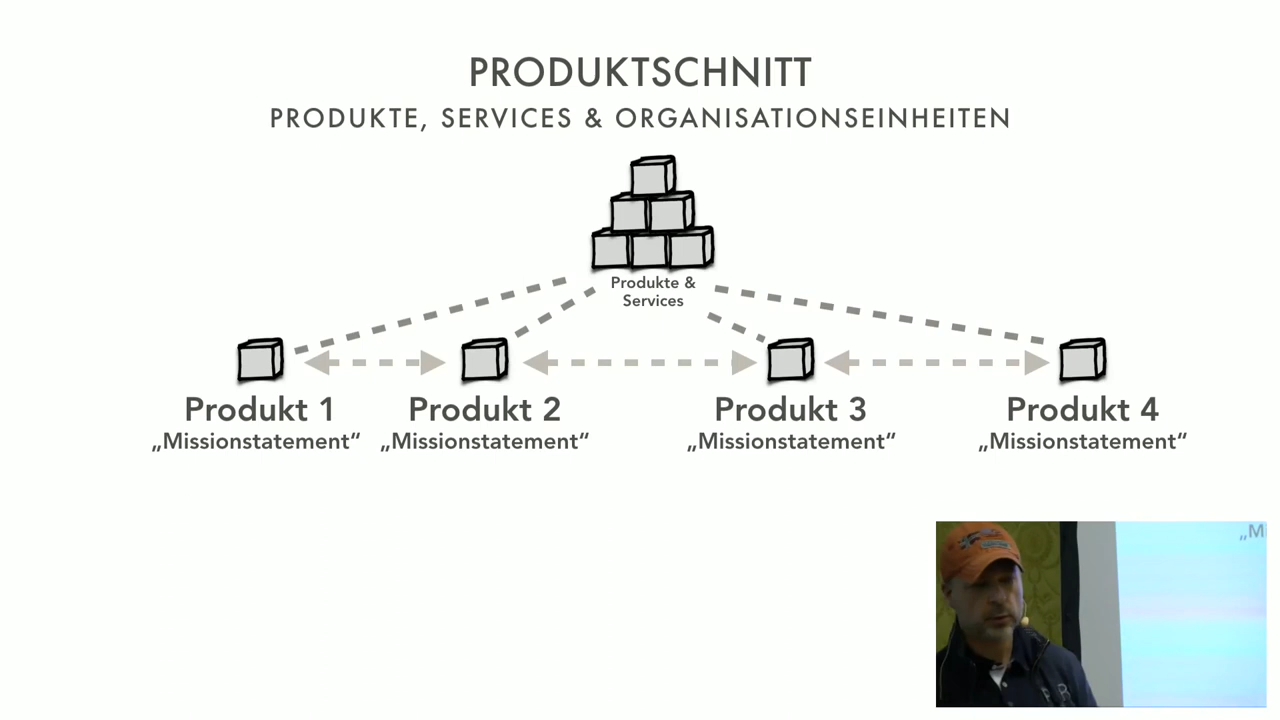 PRODUKTSCHNITT
PRODUKTE, SERVICES & ORGANISATIONSEINHEITEN
Produkte &
Services
Produkt 1 Produkt 2 Produkt 3 Produkt 4
„Missionstatement“ „Missionstatement“ „Missionstatement“ „Missionstatement“
„M